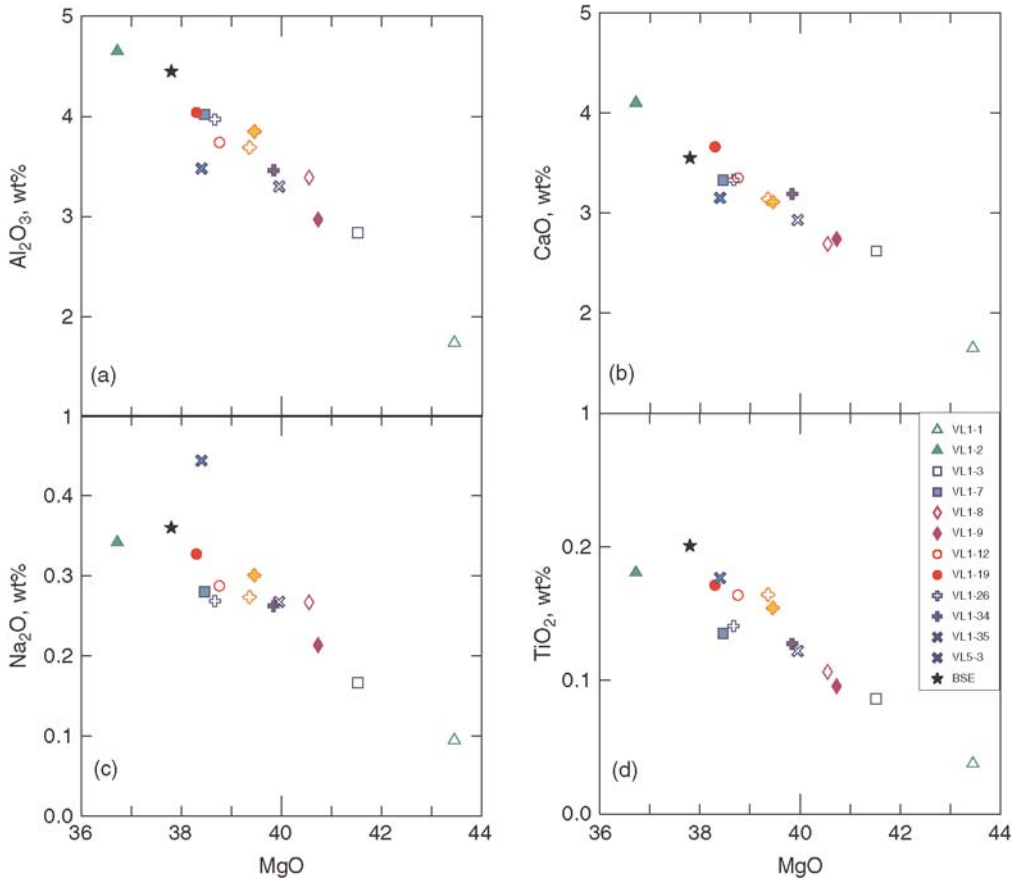 5
4
3
2
1
Al2O3, wt%
(a)
5
4
3
2
1
CaO, wt%
(b)
0.4
0.3
0.2
0.1
0.0
Na2O, wt%
(c)
36
38
40
42
44
MgO
0.2
0.1
0.0
TiO2, wt%
(d)
36
38
40
42
44
MgO
VL1-1
VL1-2
VL1-3
VL1-7
VL1-8
VL1-9
VL1-12
VL1-19
VL1-26
VL1-34
VL1-35
VL5-3
BSE